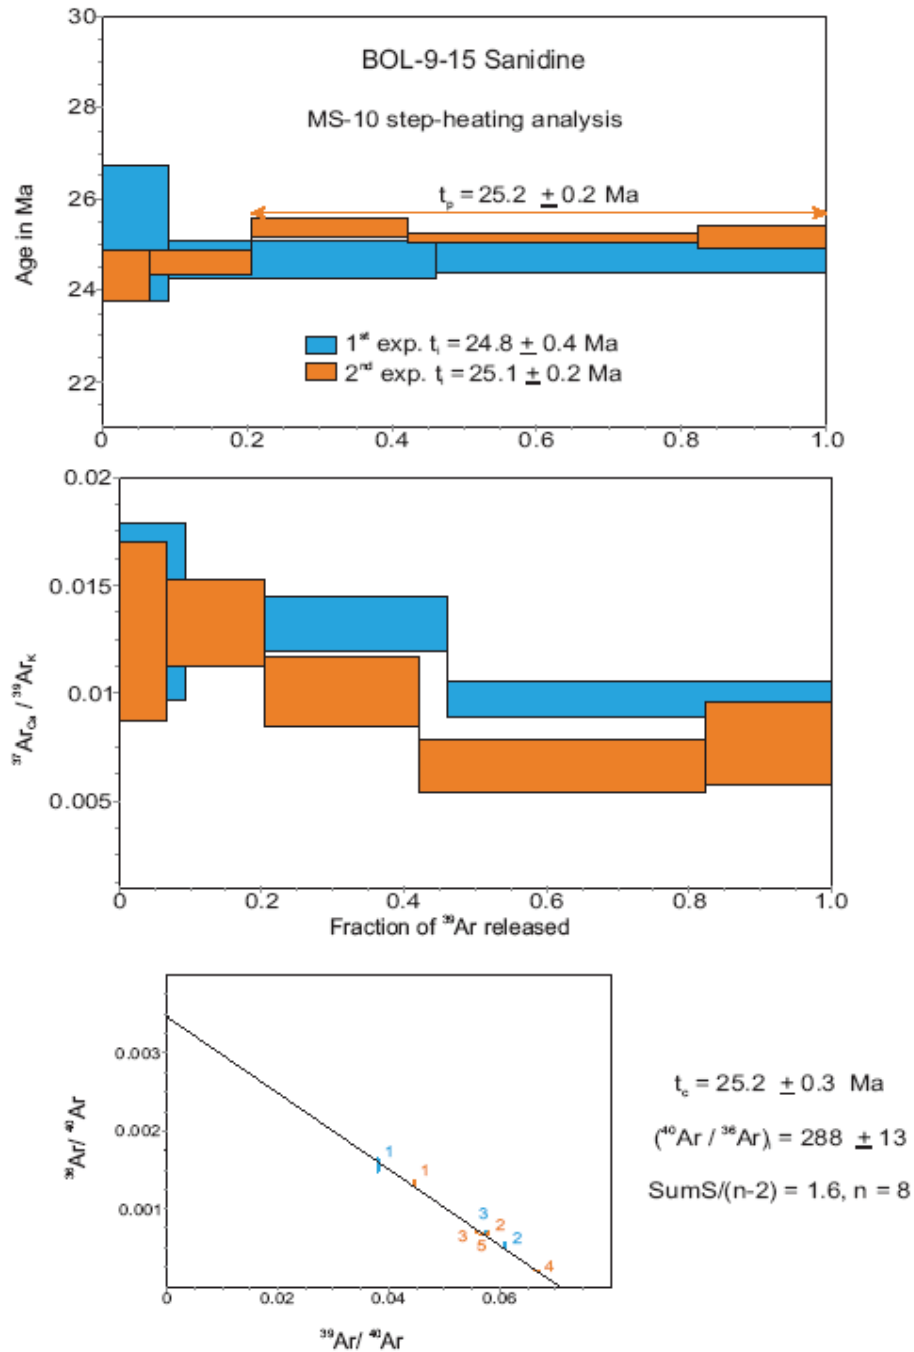 30
BOL-9-15 Sanidine
28
MS-10 step-heating analysis
26
tₚ = 25.2 ± 0.2 Ma
Age in Ma
24
1ˢᵗ exp. tᵢ = 24.8 ± 0.4 Ma
2ⁿᵈ exp. tᵢ = 25.1 ± 0.2 Ma
22
0 0.2 0.4 0.6 0.8 1.0
0.02
0.015
0.01
³⁷Ar_Ca / ³⁹Ar_K
0.005
0 0.2 0.4 0.6 0.8 1.0
Fraction of ³⁹Ar released
0.003
0.002
0.001
³⁶Ar/ ⁴⁰Ar
1
1
3
2
3
2
5
4
0 0.02 0.04 0.06
³⁹Ar/ ⁴⁰Ar
t_c = 25.2 ± 0.3 Ma
(⁴⁰Ar / ³⁶Ar)ᵢ = 288 ± 13
SumS/(n-2) = 1.6, n = 8